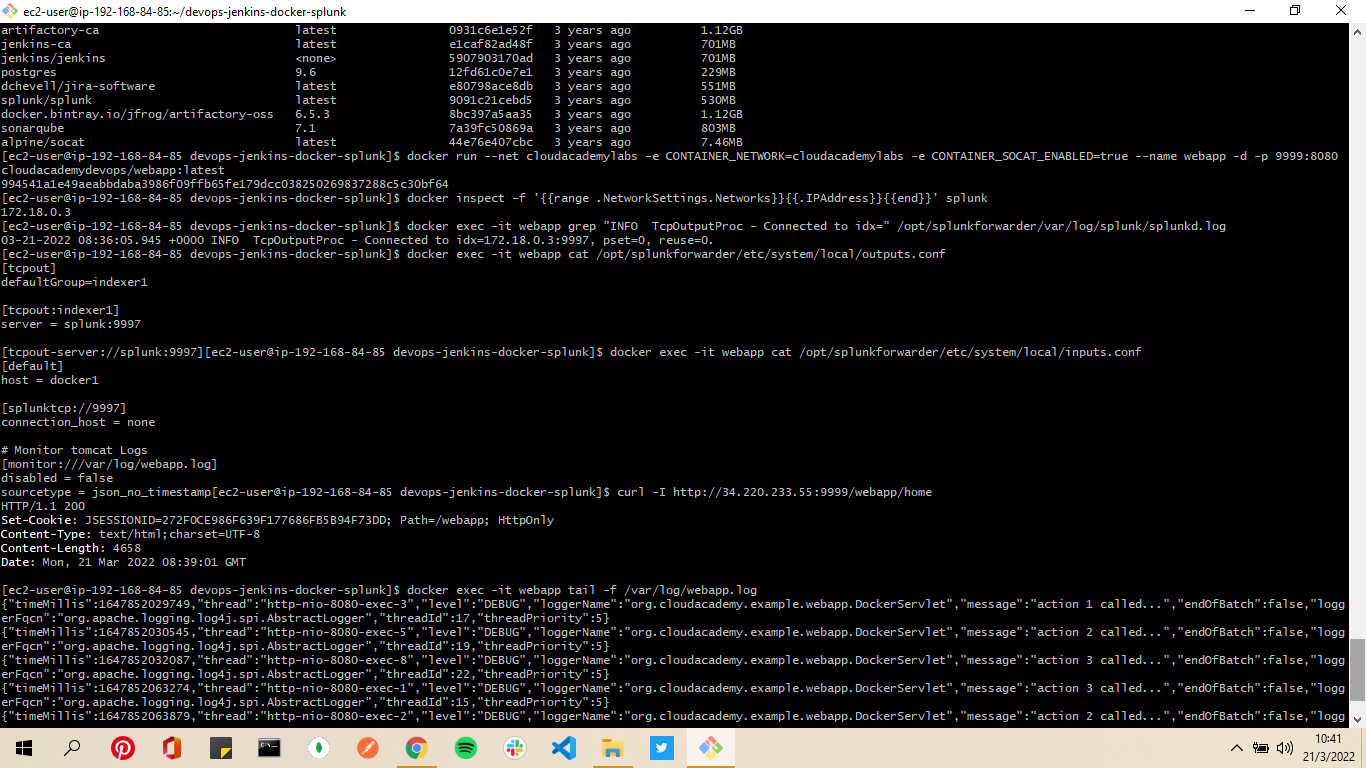 ec2-user@ip-192-168-84-85:~/devops-jenkins-docker-splunk
artifactory-ca latest 0931c6e1e52f 3 years ago 1.12GB
jenkins-ca latest e1caf82ad48f 3 years ago 701MB
jenkins/jenkins <none> 5907903170ad 3 years ago 701MB
postgres 9.6 12fd61c0e7e1 3 years ago 229MB
dchevell/jira-software latest e80798ace8db 3 years ago 551MB
splunk/splunk latest 9091c21cebd5 3 years ago 530MB
docker.bintray.io/jfrog/artifactory-oss 6.5.3 8bc397a5aa35 3 years ago 1.12GB
sonarqube 7.1 7a39fc50869a 3 years ago 803MB
alpine/socat latest 44e76e407cbc 3 years ago 7.46MB
[ec2-user@ip-192-168-84-85 devops-jenkins-docker-splunk]$ docker run --net cloudacademylabs -e CONTAINER_NETWORK=cloudacademylabs -e CONTAINER_SOCAT_ENABLED=true --name webapp -d -p 9999:8080
cloudacademydevops/webapp:latest
994541a1e49aeabbdaba3986f09ffb65fe179dcc038250269837288c5c30bf64
[ec2-user@ip-192-168-84-85 devops-jenkins-docker-splunk]$ docker inspect -f '{{range .NetworkSettings.Networks}}{{.IPAddress}}{{end}}' splunk
172.18.0.3
[ec2-user@ip-192-168-84-85 devops-jenkins-docker-splunk]$ docker exec -it webapp grep "INFO  TcpOutputProc - Connected to idx=" /opt/splunkforwarder/var/log/splunk/splunkd.log
03-21-2022 08:36:05.945 +0000 INFO  TcpOutputProc - Connected to idx=172.18.0.3:9997, pset=0, reuse=0.
[ec2-user@ip-192-168-84-85 devops-jenkins-docker-splunk]$ docker exec -it webapp cat /opt/splunkforwarder/etc/system/local/outputs.conf
[tcpout]
defaultGroup=indexer1
[tcpout:indexer1]
server = splunk:9997
[tcpout-server://splunk:9997][ec2-user@ip-192-168-84-85 devops-jenkins-docker-splunk]$ docker exec -it webapp cat /opt/splunkforwarder/etc/system/local/inputs.conf
[default]
host = docker1
[splunktcp://9997]
connection_host = none
# Monitor tomcat Logs
[monitor:///var/log/webapp.log]
disabled = false
sourcetype = json_no_timestamp[ec2-user@ip-192-168-84-85 devops-jenkins-docker-splunk]$ curl -I http://34.220.233.55:9999/webapp/home
HTTP/1.1 200
Set-Cookie: JSESSIONID=272F0CE986F639F177686FB5B94F73DD; Path=/webapp; HttpOnly
Content-Type: text/html;charset=UTF-8
Content-Length: 4658
Date: Mon, 21 Mar 2022 08:39:01 GMT
[ec2-user@ip-192-168-84-85 devops-jenkins-docker-splunk]$ docker exec -it webapp tail -f /var/log/webapp.log
{"timeMillis":1647852029749,"thread":"http-nio-8080-exec-3","level":"DEBUG","loggerName":"org.cloudacademy.example.webapp.DockerServlet","message":"action 1 called...","endOfBatch":false,"logg
erFqcn":"org.apache.logging.log4j.spi.AbstractLogger","threadId":17,"threadPriority":5}
{"timeMillis":1647852030545,"thread":"http-nio-8080-exec-5","level":"DEBUG","loggerName":"org.cloudacademy.example.webapp.DockerServlet","message":"action 2 called...","endOfBatch":false,"logg
erFqcn":"org.apache.logging.log4j.spi.AbstractLogger","threadId":19,"threadPriority":5}
{"timeMillis":1647852032087,"thread":"http-nio-8080-exec-8","level":"DEBUG","loggerName":"org.cloudacademy.example.webapp.DockerServlet","message":"action 3 called...","endOfBatch":false,"logg
erFqcn":"org.apache.logging.log4j.spi.AbstractLogger","threadId":22,"threadPriority":5}
{"timeMillis":1647852063274,"thread":"http-nio-8080-exec-1","level":"DEBUG","loggerName":"org.cloudacademy.example.webapp.DockerServlet","message":"action 3 called...","endOfBatch":false,"logg
erFqcn":"org.apache.logging.log4j.spi.AbstractLogger","threadId":15,"threadPriority":5}
{"timeMillis":1647852063879,"thread":"http-nio-8080-exec-2","level":"DEBUG","loggerName":"org.cloudacademy.example.webapp.DockerServlet","message":"action 2 called...","endOfBatch":false,"logg
10:41
21/3/2022